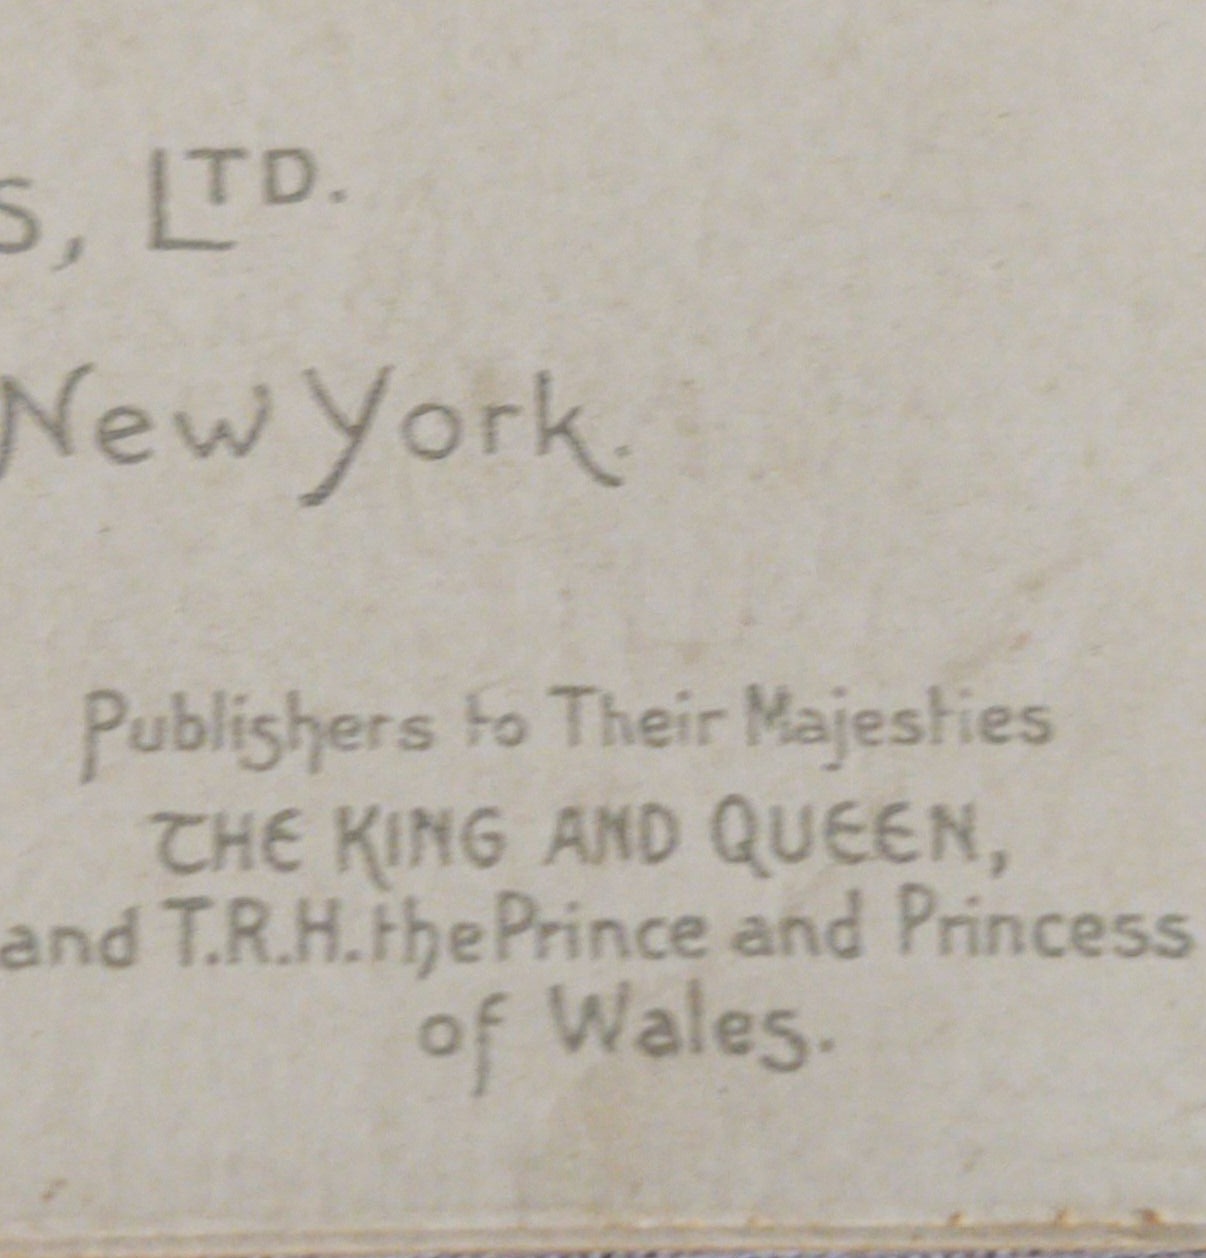 s, LTD.
New York.
Publishers to Their Majesties
THE KING AND QUEEN,
and T.R.H. the Prince and Princess
of Wales.